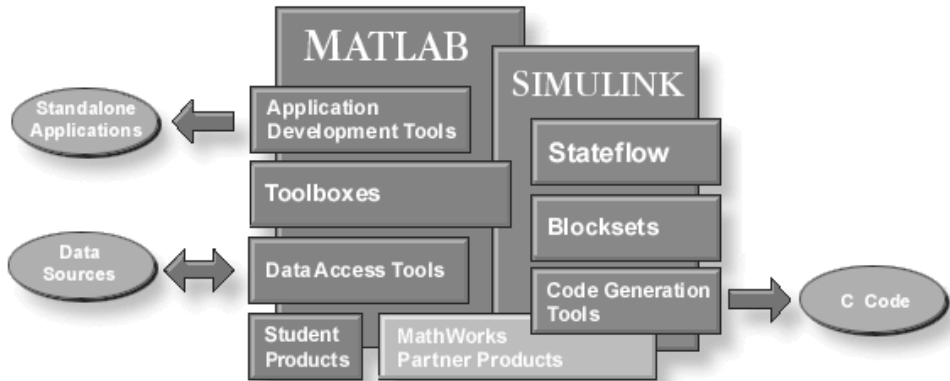 MATLAB
SIMULINK
Standalone
Applications
Application
Development Tools
Stateflow
Toolboxes
Blocksets
Data
Sources
Data Access Tools
Code Generation
Tools
C Code
Student
Products
MathWorks
Partner Products